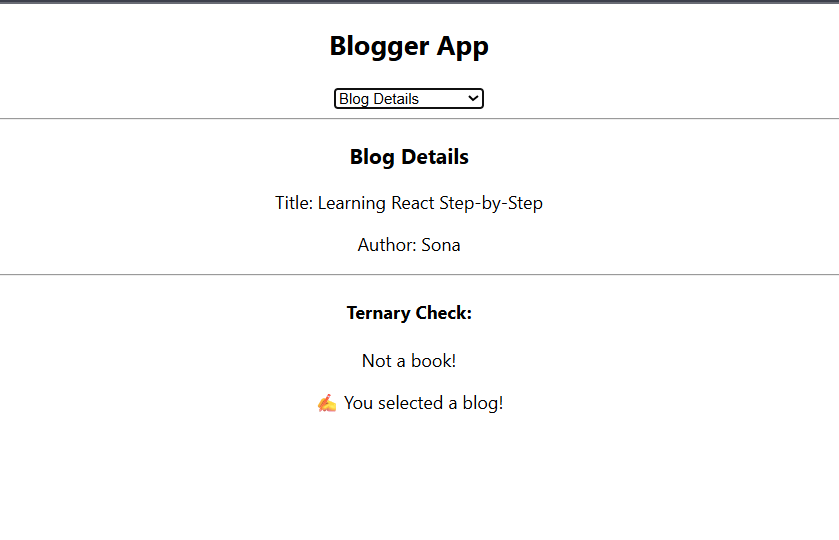 Blogger App
Blog Details
Blog Details
Title: Learning React Step-by-Step
Author: Sona
Ternary Check:
Not a book!
✍️ You selected a blog!